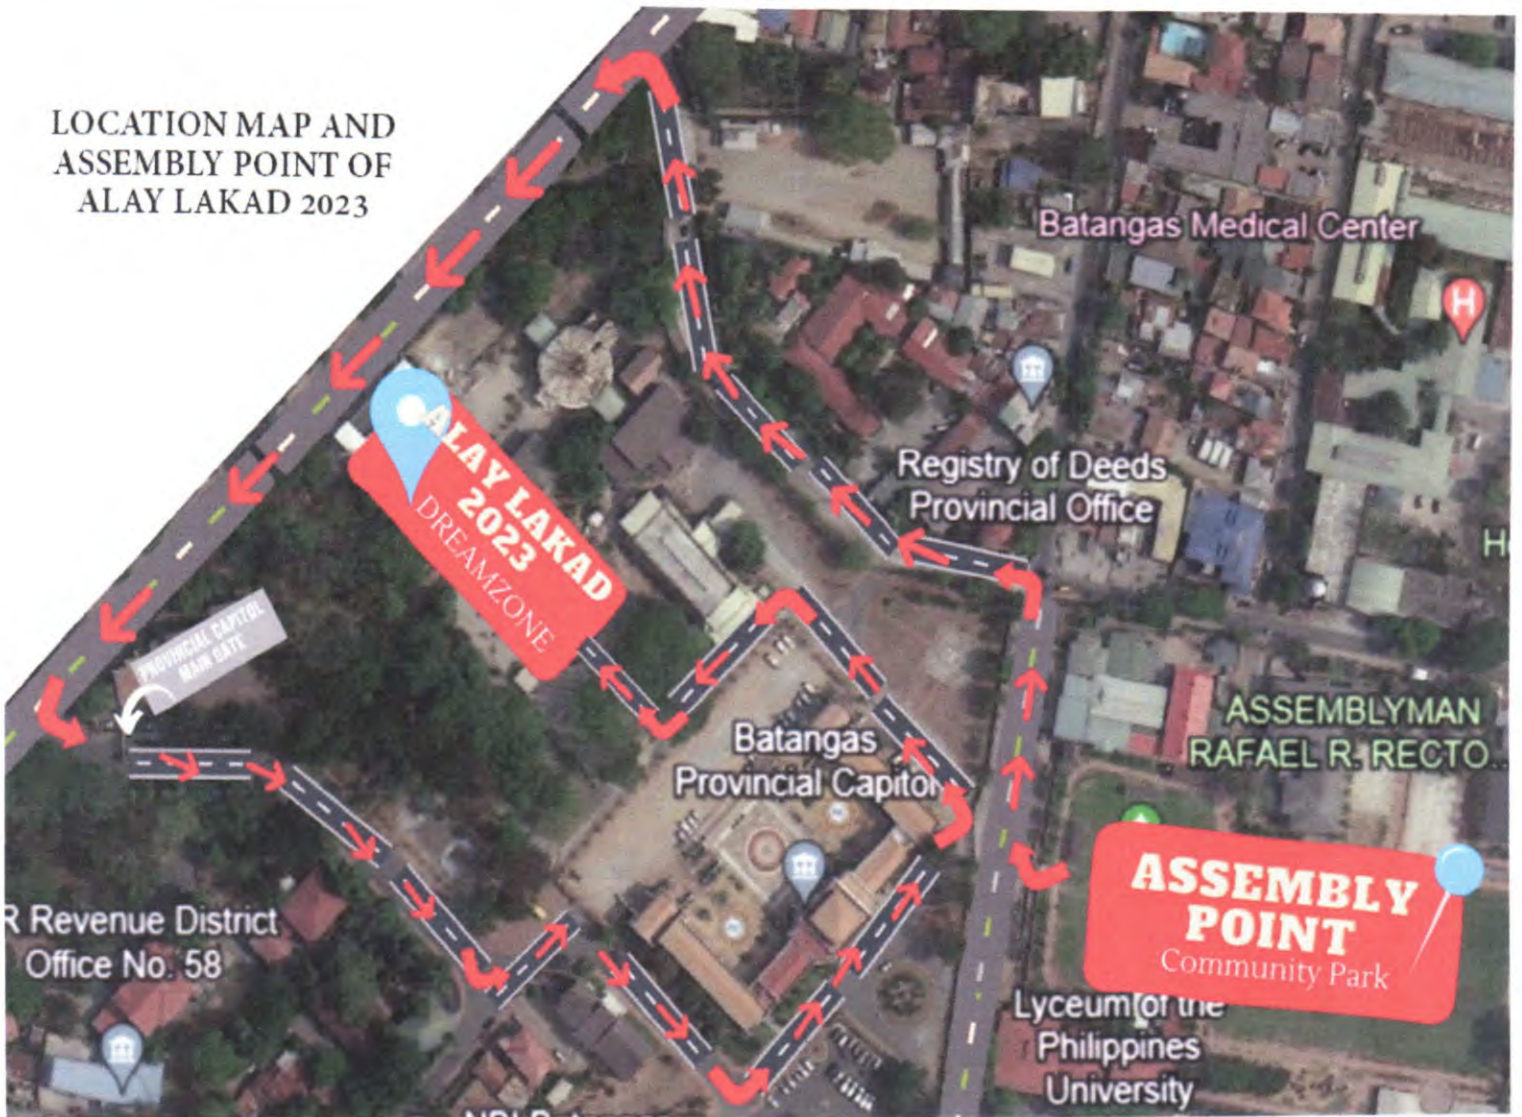 LOCATION MAP AND
ASSEMBLY POINT OF
ALAY LAKAD 2023
Batangas Medical Center
H
Registry of Deeds
Provincial Office
ALAY LAKAD
2023
DREAMZONE
PROVINCIAL CAPITOL
MAIN GATE
ASSEMBLYMAN
RAFAEL R. RECTO...
Batangas
Provincial Capitol
ASSEMBLY
POINT
Community Park
R Revenue District
Office No. 58
Lyceum of the
Philippines
University